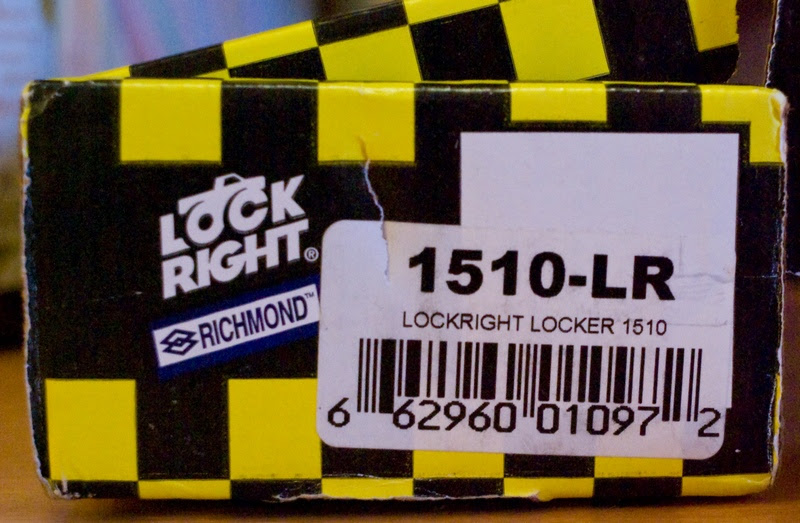 LOCK
RIGHT®
RICHMOND™
1510-LR
LOCKRIGHT LOCKER 1510
6 62960 01097 2